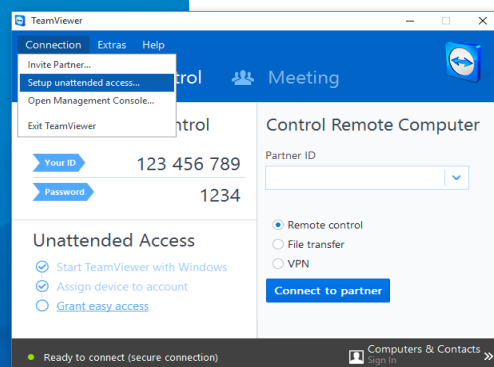 TeamViewer
Connection Extras Help
Invite Partner...
Setup unattended access...
Open Management Console...
Exit TeamViewer
rol
Meeting
ntrol
Your ID 123 456 789
Password 1234
Unattended Access
Start TeamViewer with Windows
Assign device to account
Grant easy access
Control Remote Computer
Partner ID
Remote control
File transfer
VPN
Connect to partner
Ready to connect (secure connection)
Computers & Contacts
Sign In